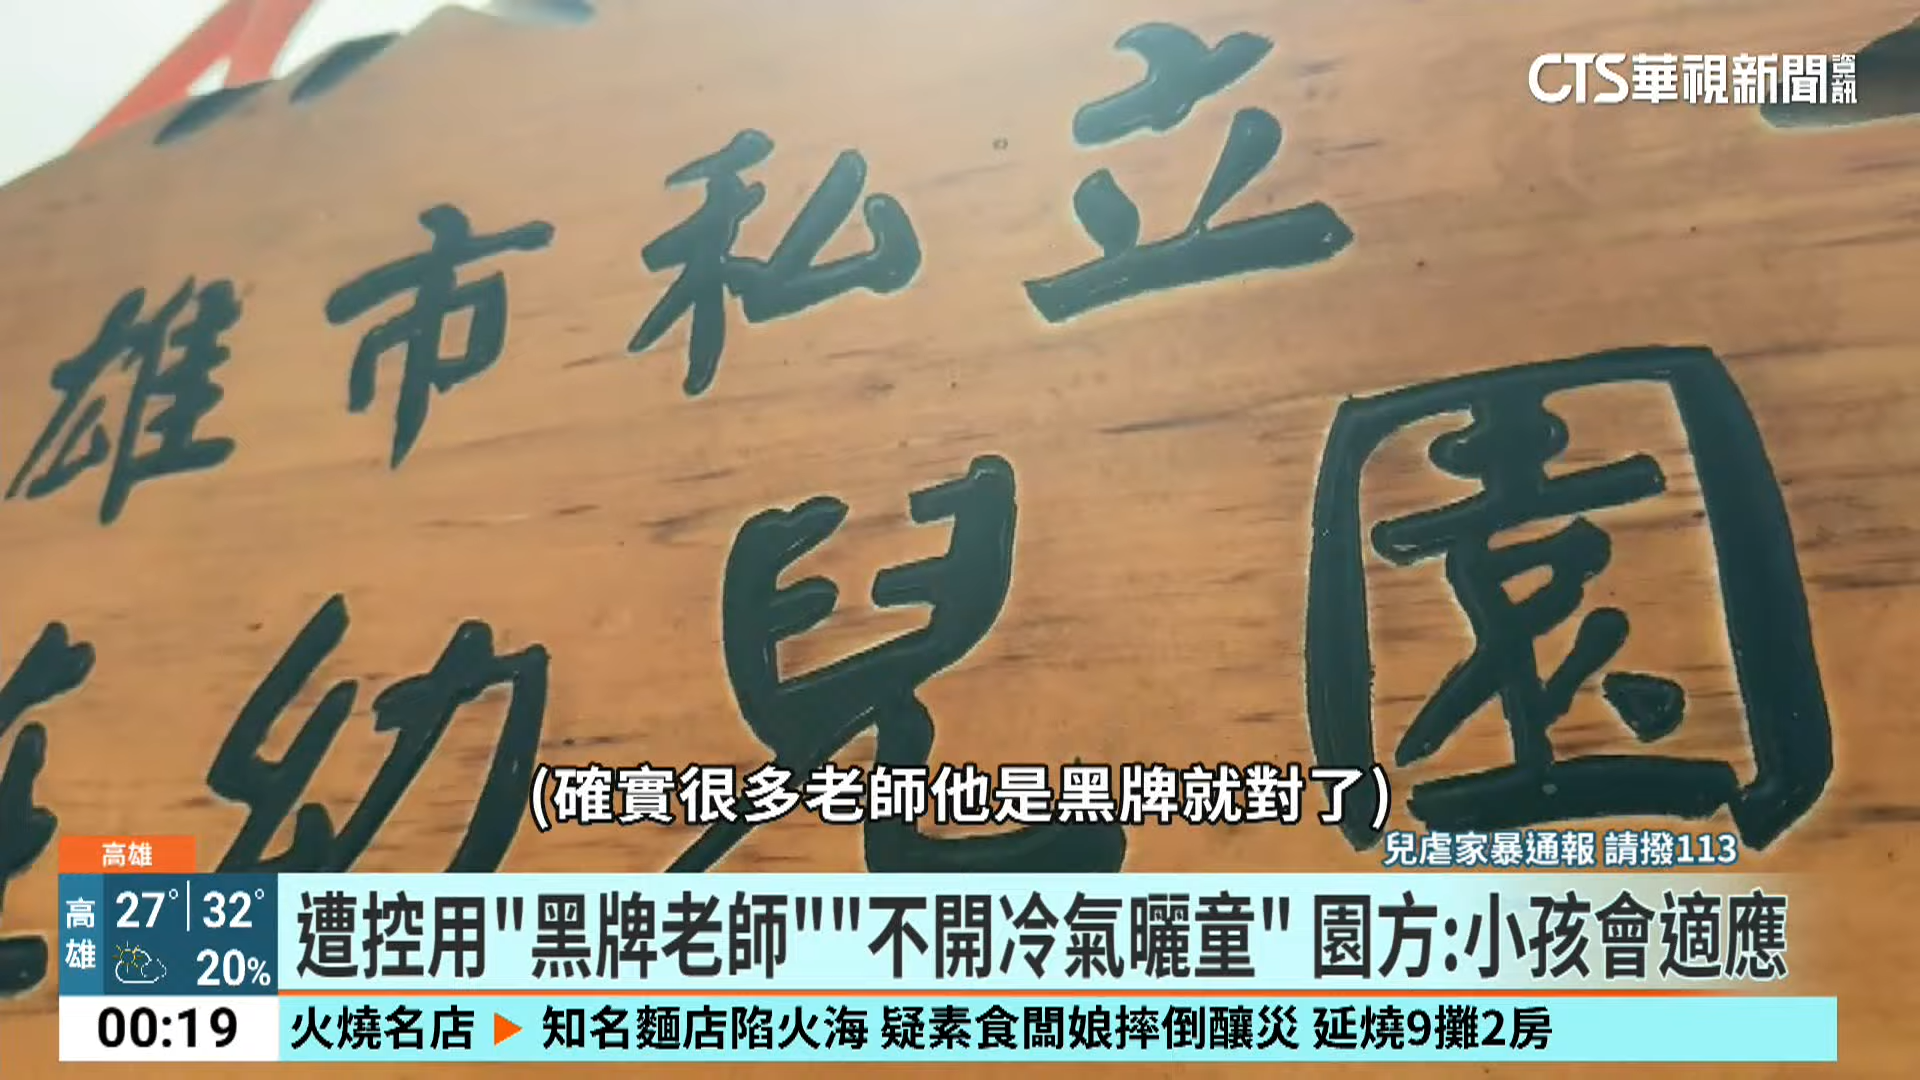 CTS華視新聞資訊
雄市私立
幼兒園
(確實很多老師他是黑牌就對了)
兒虐家暴通報 請撥113
高雄
高雄 27° 32° 20%
遭控用"黑牌老師""不開冷氣曬童" 園方:小孩會適應
00:19
火燒名店 ▶ 知名麵店陷火海 疑素食闆娘摔倒釀災 延燒9攤2房